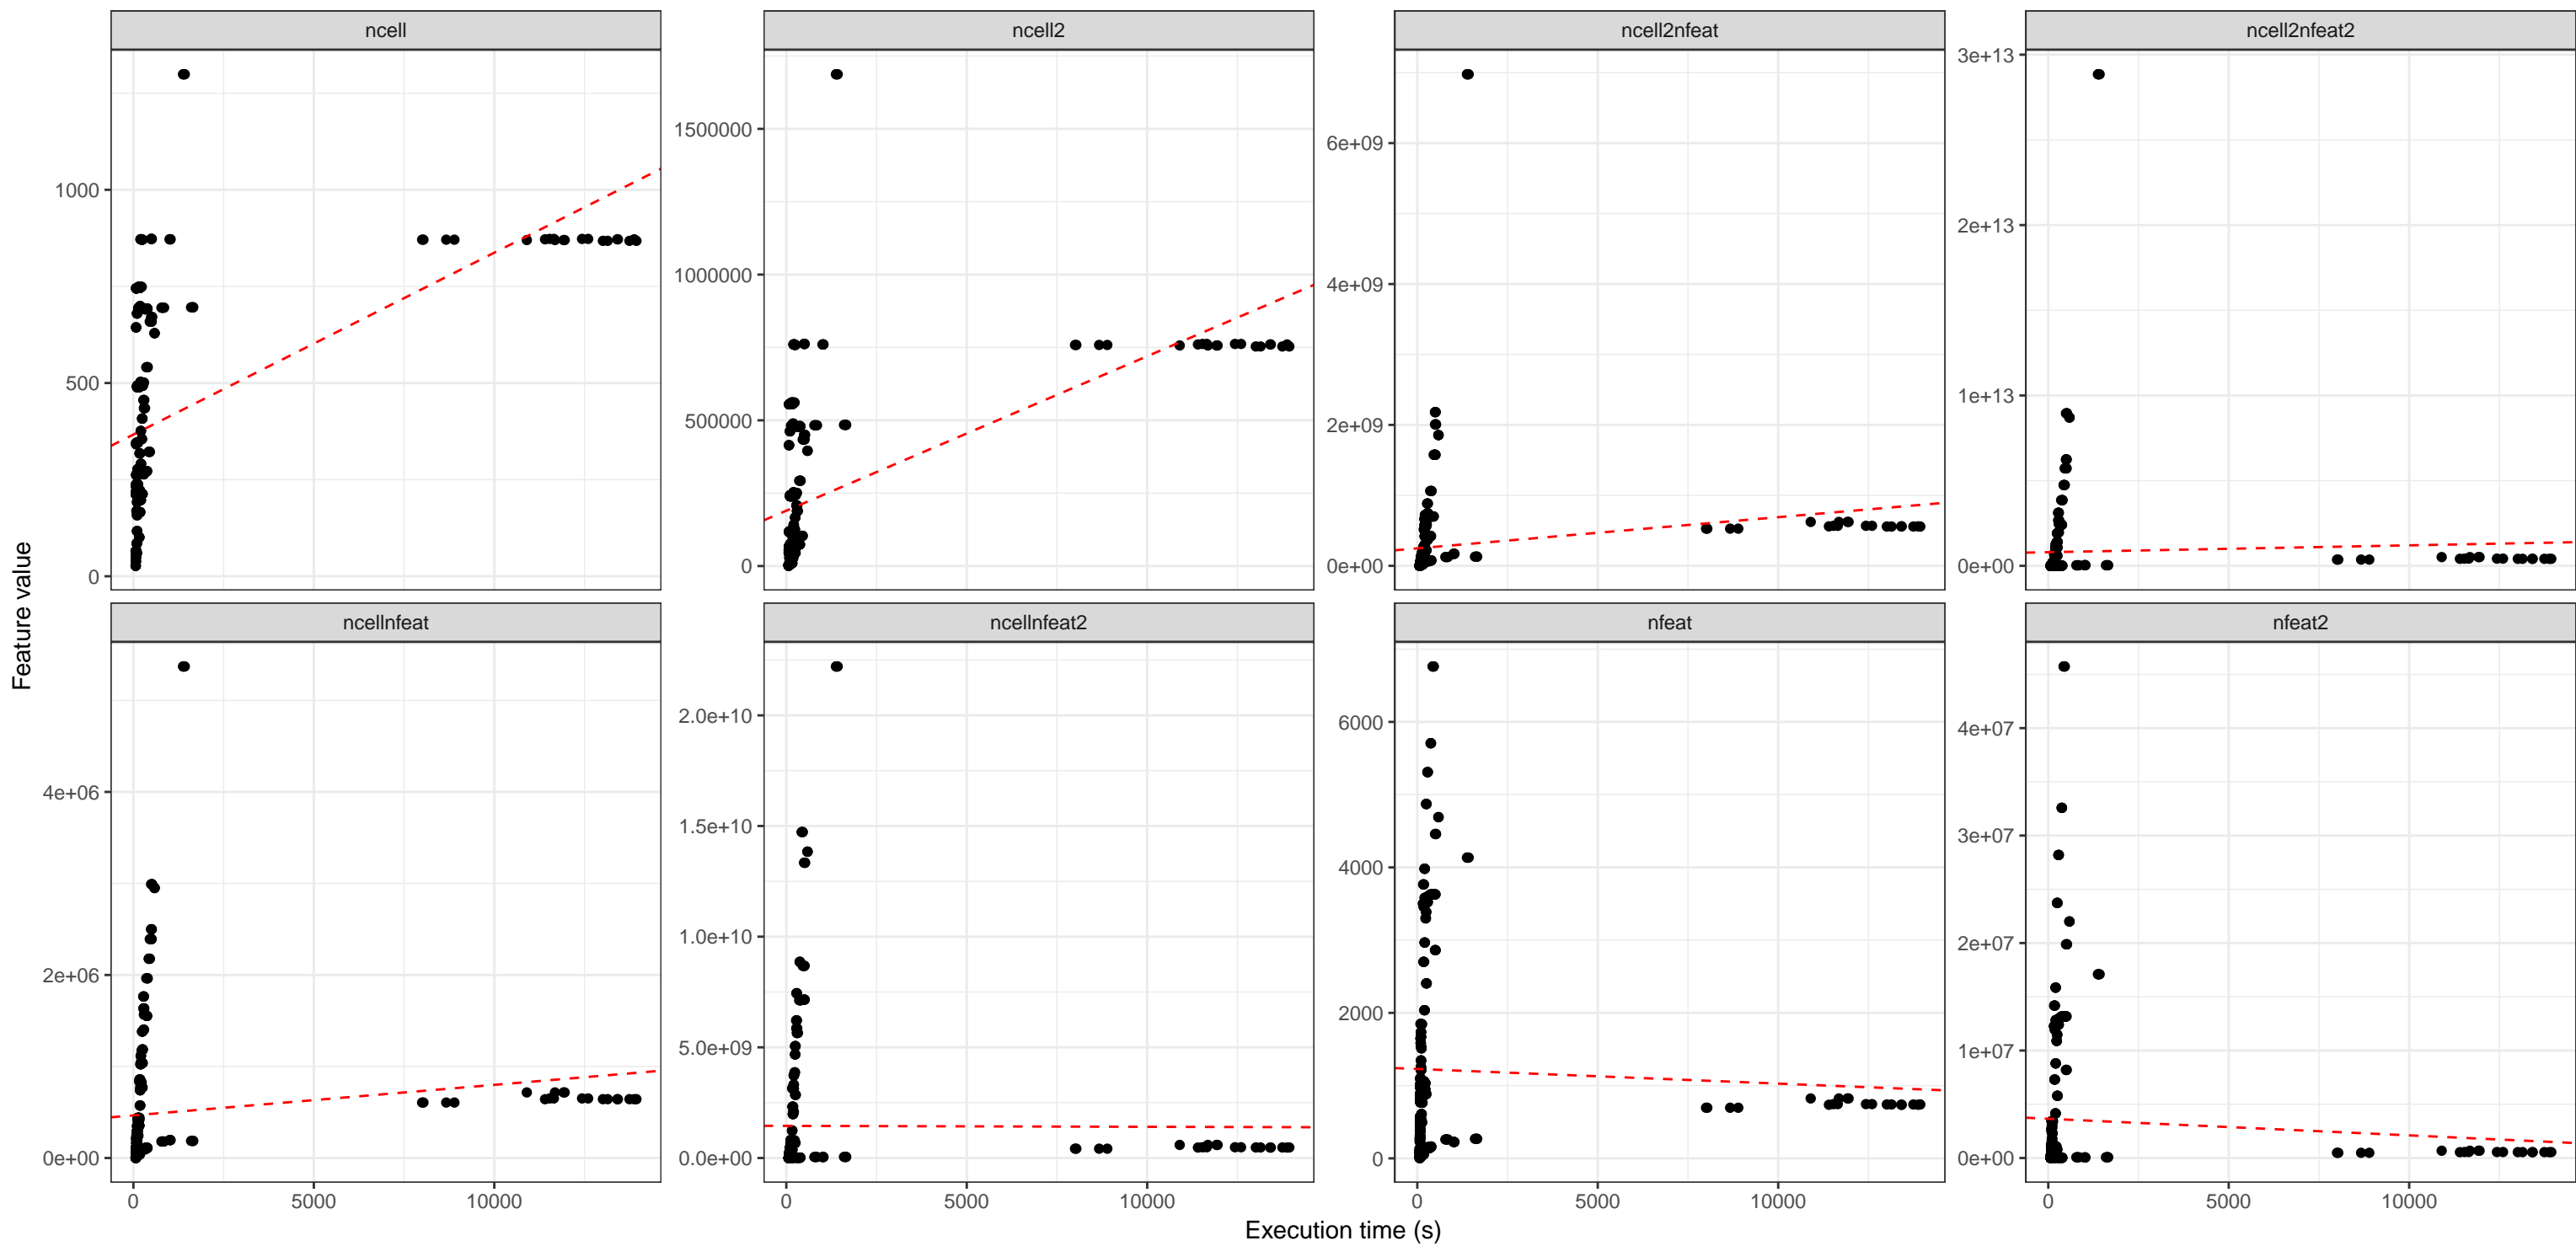 ncell
ncell2
ncell2nfeat
ncell2nfeat2
1000
500
0
1500000
1000000
500000
0
6e+09
4e+09
2e+09
0e+00
3e+13
2e+13
1e+13
0e+00
Feature value
ncellnfeat
ncellnfeat2
nfeat
nfeat2
4e+06
2e+06
0e+00
2.0e+10
1.5e+10
1.0e+10
5.0e+09
0.0e+00
6000
4000
2000
0
4e+07
3e+07
2e+07
1e+07
0e+00
0 5000 10000
0 5000 10000
0 5000 10000
0 5000 10000
Execution time (s)